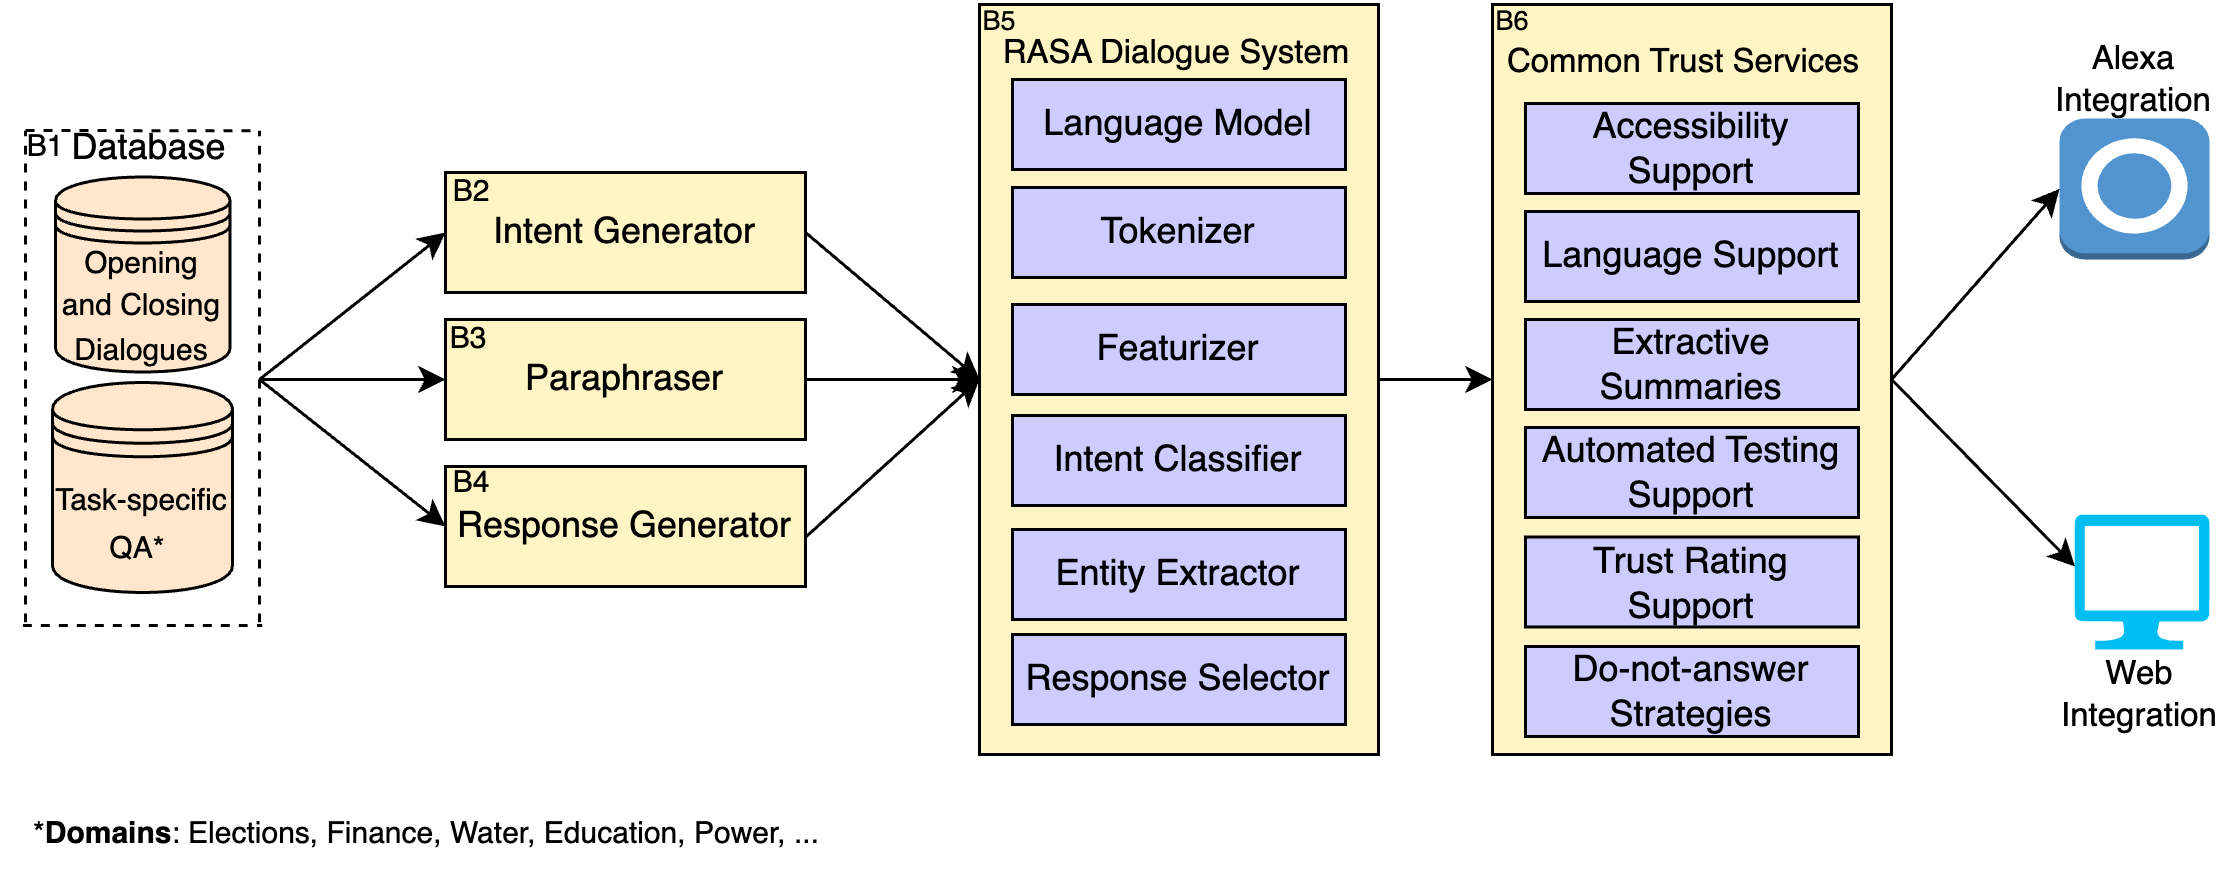 B1 Database
Opening
and Closing
Dialogues
Task-specific
QA*
B2
Intent Generator
B3
Paraphraser
B4
Response Generator
B5
RASA Dialogue System
Language Model
Tokenizer
Featurizer
Intent Classifier
Entity Extractor
Response Selector
B6
Common Trust Services
Accessibility
Support
Language Support
Extractive
Summaries
Automated Testing
Support
Trust Rating
Support
Do-not-answer
Strategies
Alexa
Integration
Web
Integration
*Domains: Elections, Finance, Water, Education, Power, ...